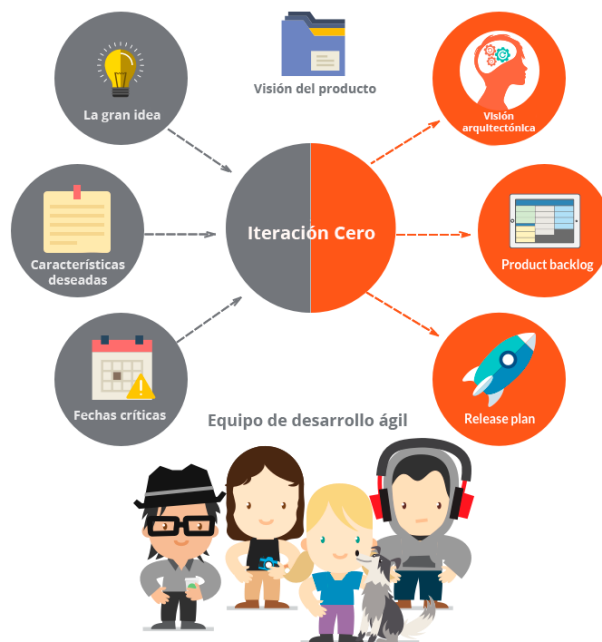 La gran idea
Visión del producto
Visión
arquitectónica
Iteración Cero
Características
deseadas
Product backlog
Fechas críticas
Release plan
Equipo de desarrollo ágil